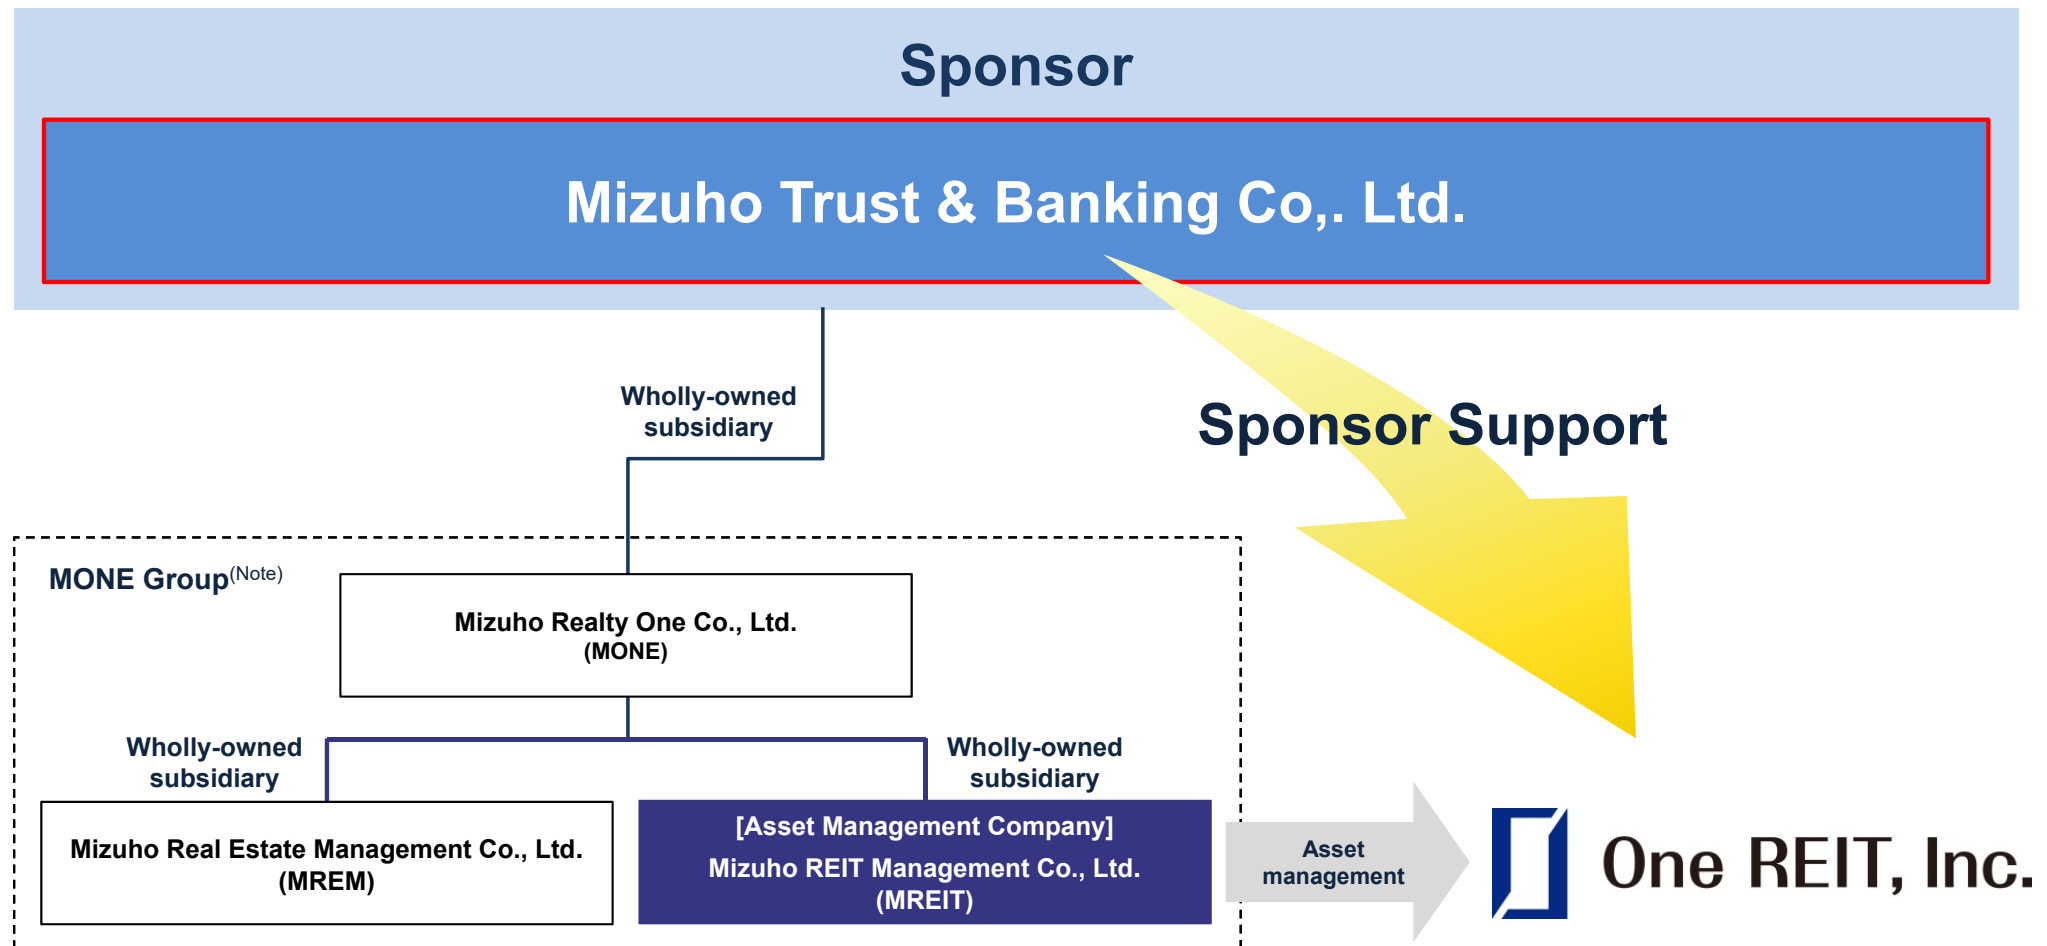 Sponsor
Mizuho Trust & Banking Co,. Ltd.
Wholly-owned
subsidiary
Sponsor Support
MONE Group(Note)
Mizuho Realty One Co., Ltd.
(MONE)
Wholly-owned
subsidiary
Wholly-owned
subsidiary
Mizuho Real Estate Management Co., Ltd.
(MREM)
[Asset Management Company]
Mizuho REIT Management Co., Ltd.
(MREIT)
Asset
management
One REIT, Inc.